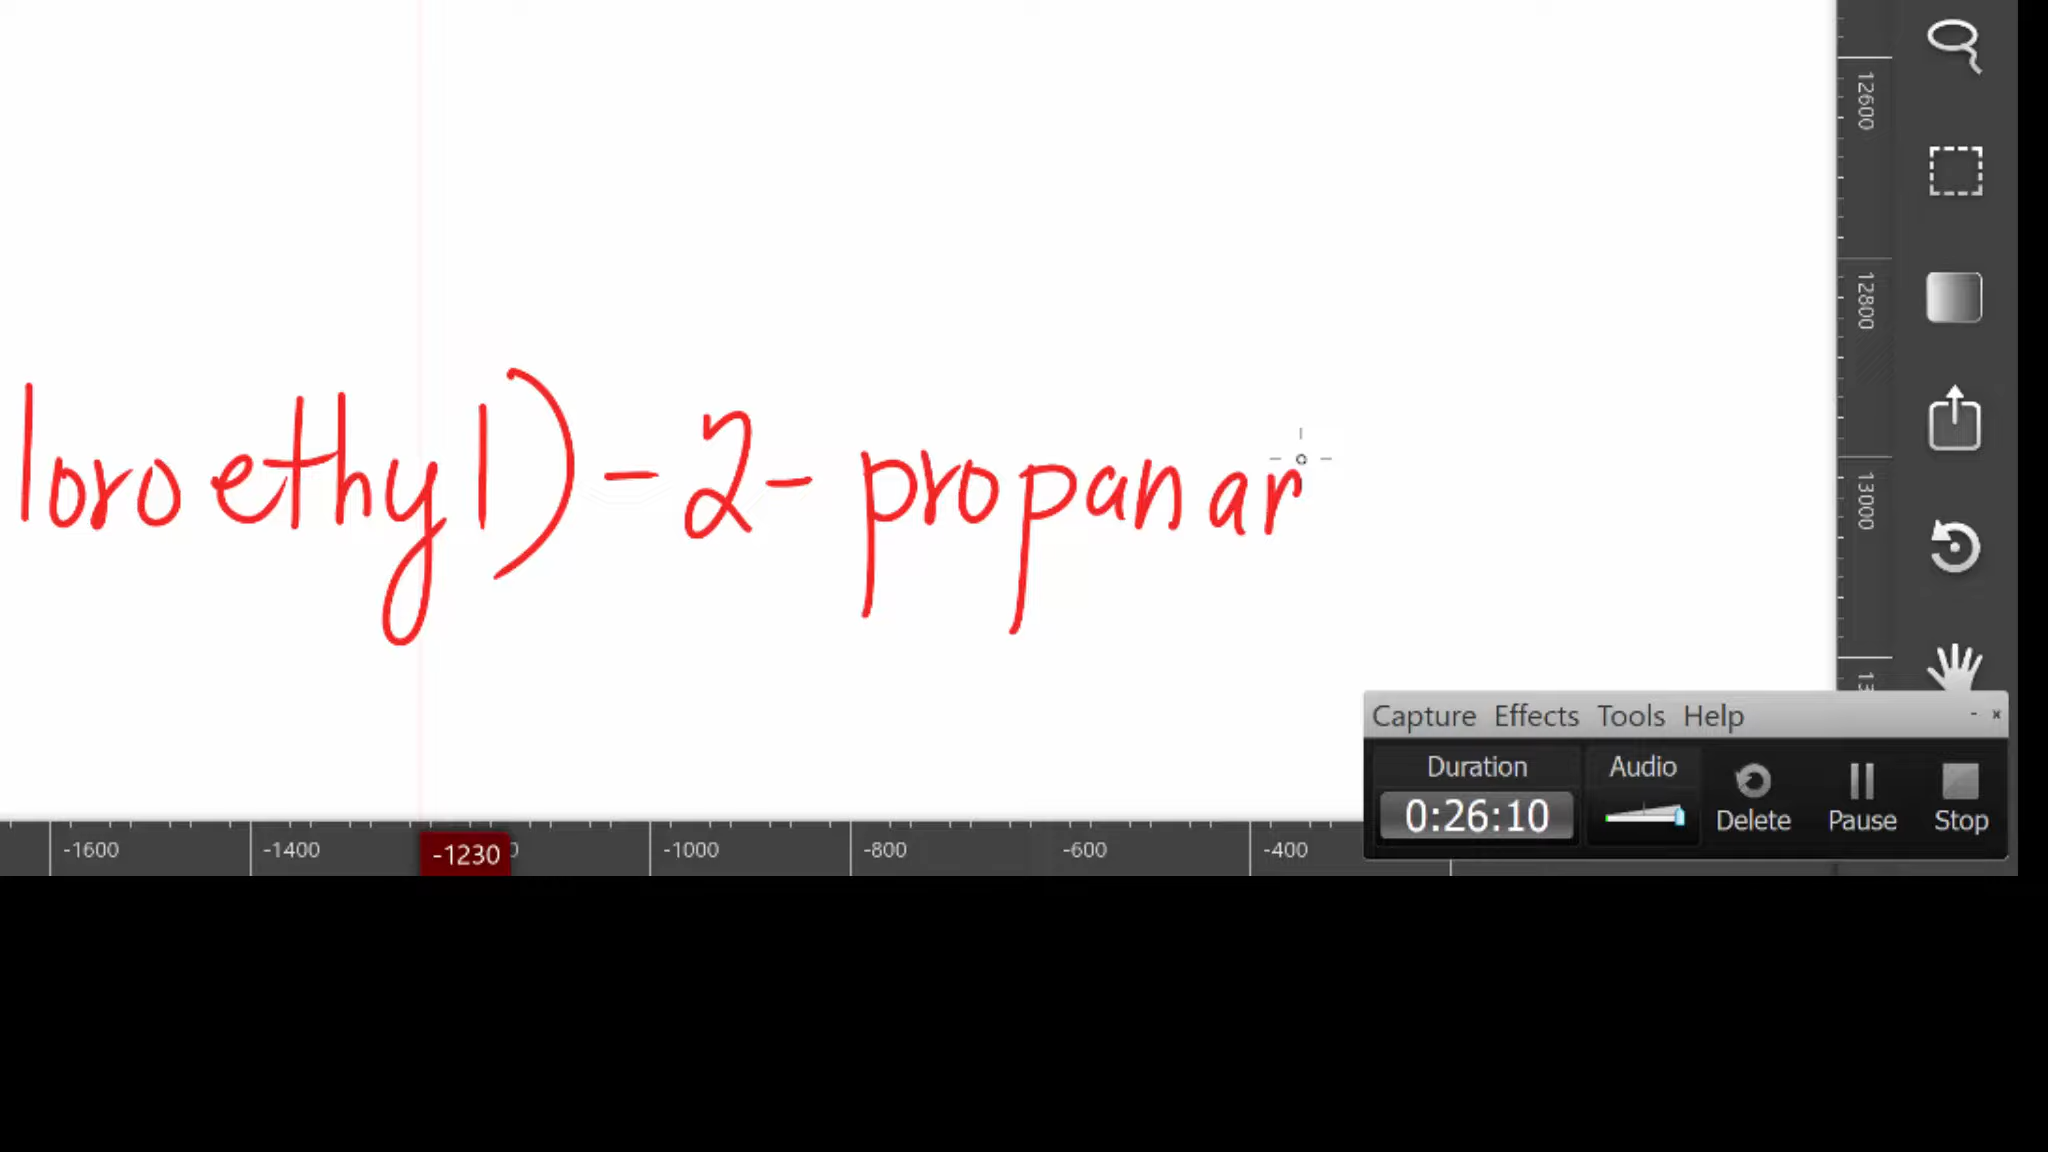 loroethyl)-2-propanar
12600
12800
13000
Capture Effects Tools Help
Duration Audio
0:26:10 Delete Pause Stop
-1600 -1400 -1230 -1000 -800 -600 -400